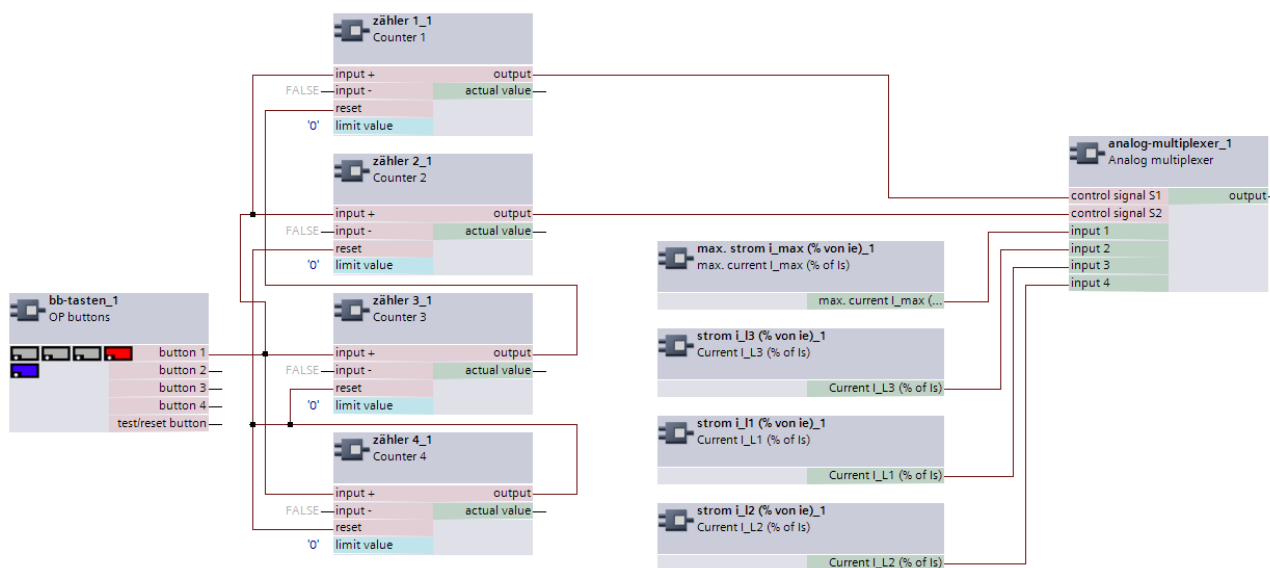 zähler 1_1
Counter 1
input +
output
FALSE
input -
actual value
reset
'0'
limit value
zähler 2_1
Counter 2
input +
output
FALSE
input -
actual value
reset
'0'
limit value
bb-tasten_1
OP buttons
button 1
button 2
button 3
button 4
test/reset button
zähler 3_1
Counter 3
input +
output
FALSE
input -
actual value
reset
'0'
limit value
zähler 4_1
Counter 4
input +
output
FALSE
input -
actual value
reset
'0'
limit value
max. strom i_max (% von ie)_1
max. current I_max (% of Is)
max. current I_max (...
strom i_l3 (% von ie)_1
Current I_L3 (% of Is)
Current I_L3 (% of Is)
strom i_l1 (% von ie)_1
Current I_L1 (% of Is)
Current I_L1 (% of Is)
strom i_l2 (% von ie)_1
Current I_L2 (% of Is)
Current I_L2 (% of Is)
analog-multiplexer_1
Analog multiplexer
control signal S1
output
control signal S2
input 1
input 2
input 3
input 4